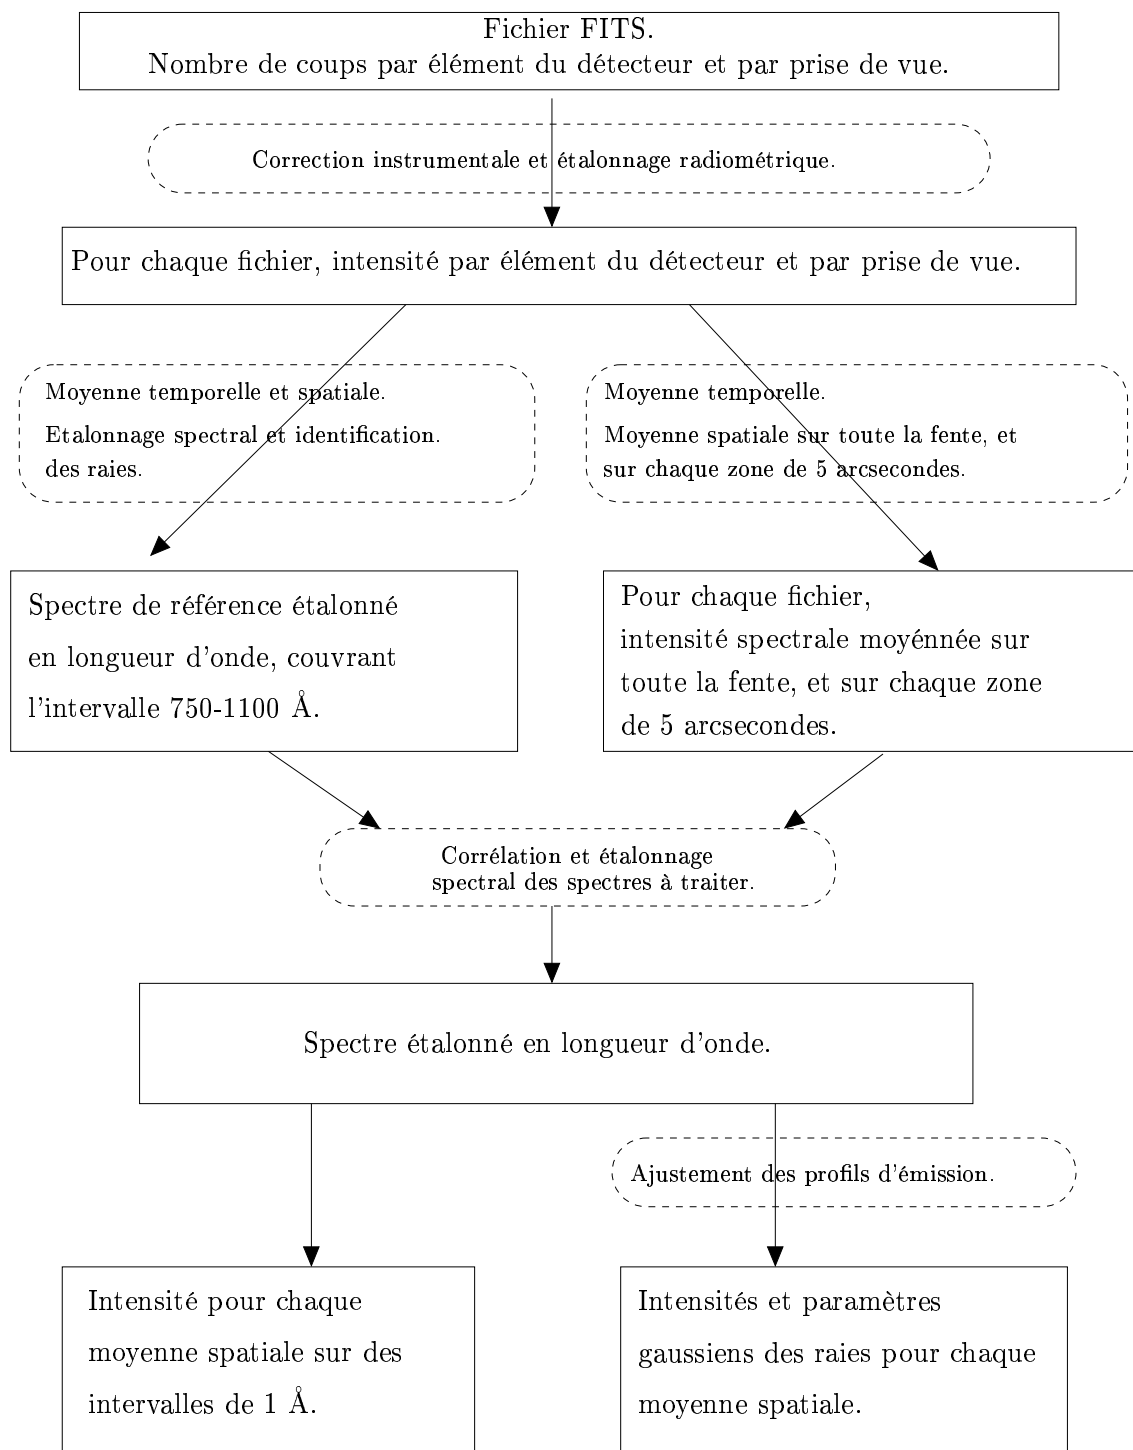 Fichier FITS.
Nombre de coups par élément du détecteur et par prise de vue.
Correction instrumentale et étalonnage radiométrique.
Pour chaque fichier, intensité par élément du détecteur et par prise de vue.
Moyenne temporelle et spatiale.
Etalonnage spectral et identification.
des raies.
Moyenne temporelle.
Moyenne spatiale sur toute la fente, et
sur chaque zone de 5 arcsecondes.
Spectre de référence étalonné
en longueur d'onde, couvrant
l'intervalle 750-1100 Å.
Pour chaque fichier,
intensité spectrale moyénnée sur
toute la fente, et sur chaque zone
de 5 arcsecondes.
Corrélation et étalonnage
spectral des spectres à traiter.
Spectre étalonné en longueur d'onde.
Ajustement des profils d'émission.
Intensité pour chaque
moyenne spatiale sur des
intervalles de 1 Å.
Intensités et paramètres
gaussiens des raies pour chaque
moyenne spatiale.